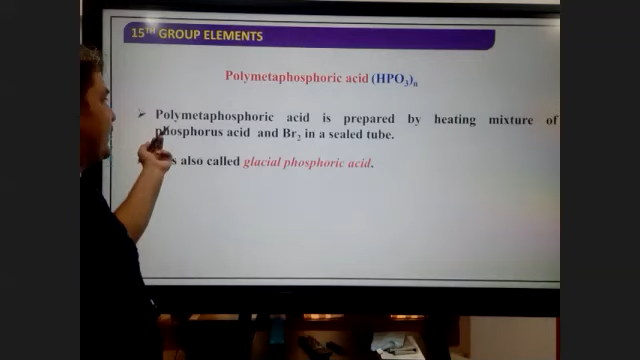 15TH GROUP ELEMENTS
Polymetaphosphoric acid (HPO3)n
➢ Polymetaphosphoric acid is prepared by heating mixture of
phosphorus acid and Br2 in a sealed tube.
also called glacial phosphoric acid.